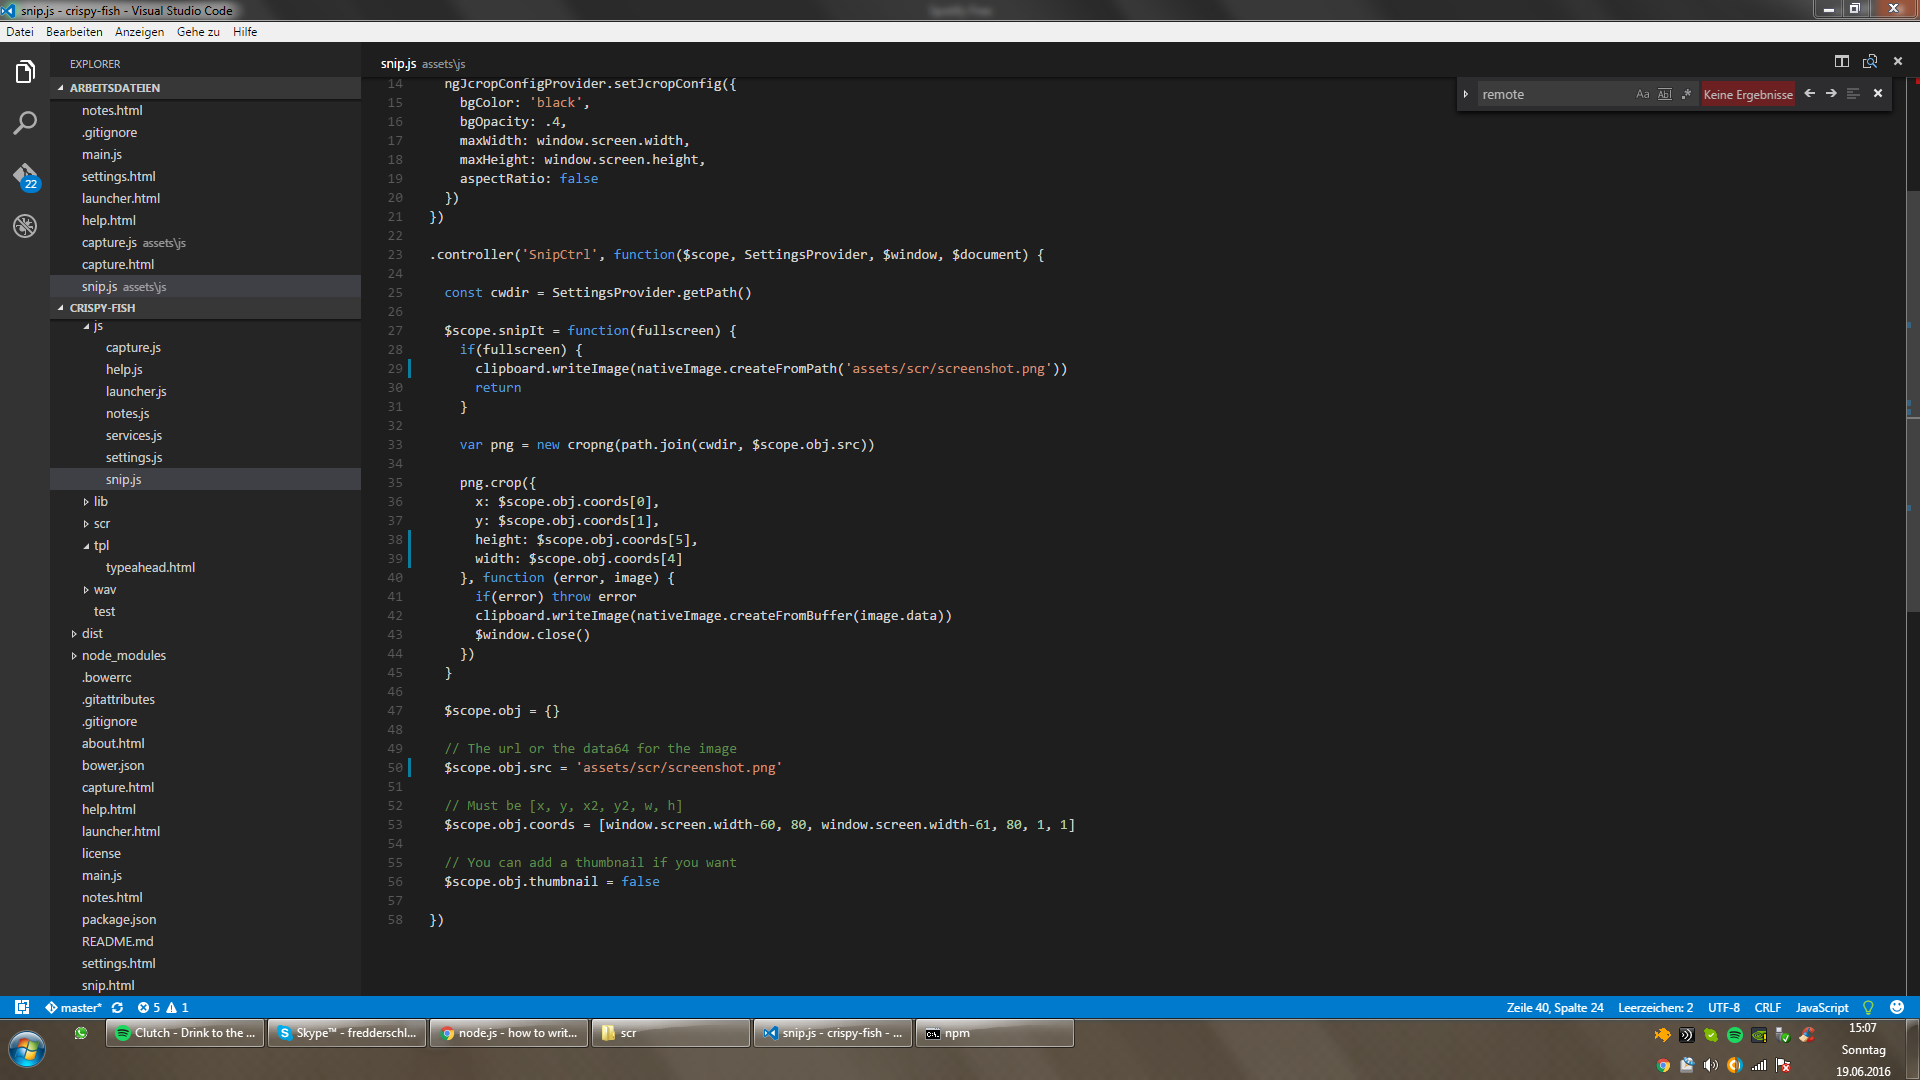 snip.js - crispy-fish - Visual Studio Code
Datei Bearbeiten Anzeigen Gehe zu Hilfe
EXPLORER
ARBEITSDATEIEN
notes.html
.gitignore
main.js
settings.html
launcher.html
help.html
capture.js assets\js
capture.html
snip.js assets\js
CRISPY-FISH
js
capture.js
help.js
launcher.js
notes.js
services.js
settings.js
snip.js
lib
scr
tpl
typeahead.html
wav
test
dist
node_modules
.bowerrc
.gitattributes
.gitignore
about.html
bower.json
capture.html
help.html
launcher.html
license
main.js
notes.html
package.json
README.md
settings.html
snip.html
22
snip.js assets\js
remote Aa Abl .* Keine Ergebnisse
14 ngJcropConfigProvider.setJcropConfig({
15 bgColor: 'black',
16 bgOpacity: .4,
17 maxWidth: window.screen.width,
18 maxHeight: window.screen.height,
19 aspectRatio: false
20 })
21 })
22
23 .controller('SnipCtrl', function($scope, SettingsProvider, $window, $document) {
24
25 const cwdir = SettingsProvider.getPath()
26
27 $scope.snipIt = function(fullscreen) {
28 if(fullscreen) {
29 clipboard.writeImage(nativeImage.createFromPath('assets/scr/screenshot.png'))
30 return
31 }
32
33 var png = new cropng(path.join(cwdir, $scope.obj.src))
34
35 png.crop({
36 x: $scope.obj.coords[0],
37 y: $scope.obj.coords[1],
38 height: $scope.obj.coords[5],
39 width: $scope.obj.coords[4]
40 }, function (error, image) {
41 if(error) throw error
42 clipboard.writeImage(nativeImage.createFromBuffer(image.data))
43 $window.close()
44 })
45 }
46
47 $scope.obj = {}
48
49 // The url or the data64 for the image
50 $scope.obj.src = 'assets/scr/screenshot.png'
51
52 // Must be [x, y, x2, y2, w, h]
53 $scope.obj.coords = [window.screen.width-60, 80, window.screen.width-61, 80, 1, 1]
54
55 // You can add a thumbnail if you want
56 $scope.obj.thumbnail = false
57
58 })
master* 5 1 Zeile 40, Spalte 24 Leerzeichen: 2 UTF-8 CRLF JavaScript
Clutch - Drink to the ... Skype™ - fredderschl... node.js - how to writ... scr snip.js - crispy-fish - ... npm
15:07
Sonntag
19.06.2016